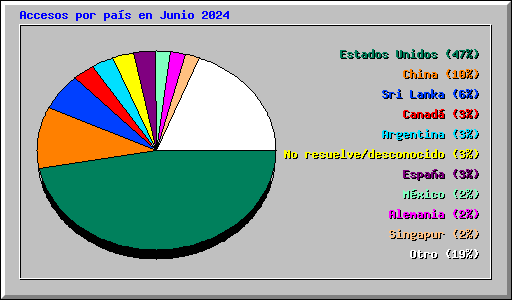 Accesos por país en Junio 2024
Estados Unidos (47%)
China (10%)
Sri Lanka (6%)
Canadá (3%)
Argentina (3%)
No resuelve/desconocido (3%)
España (3%)
México (2%)
Alemania (2%)
Singapur (2%)
Otro (19%)